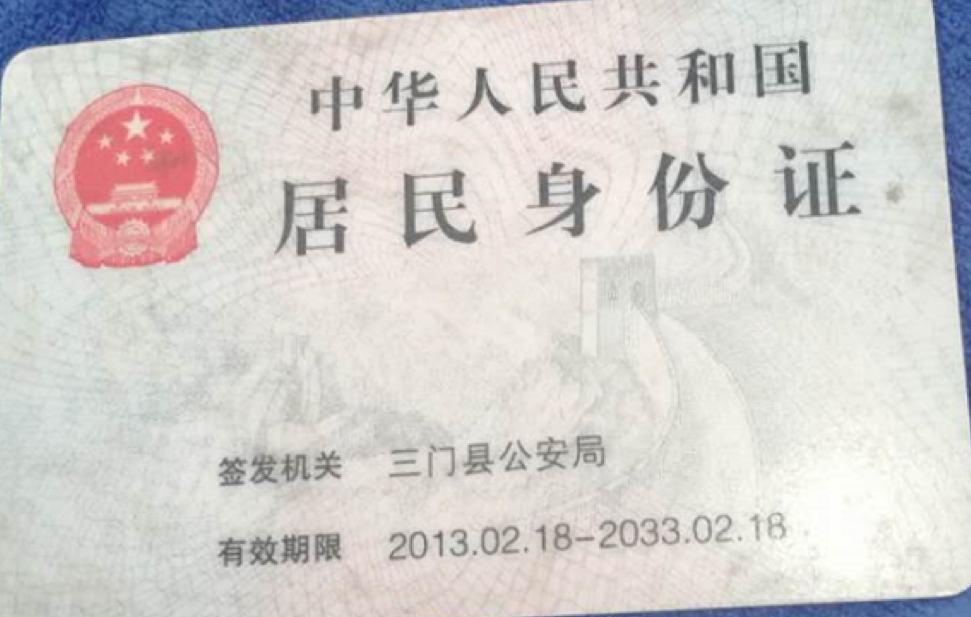 中华人民共和国
居民身份证
签发机关 三门县公安局
有效期限 2013.02.18-2033.02.18